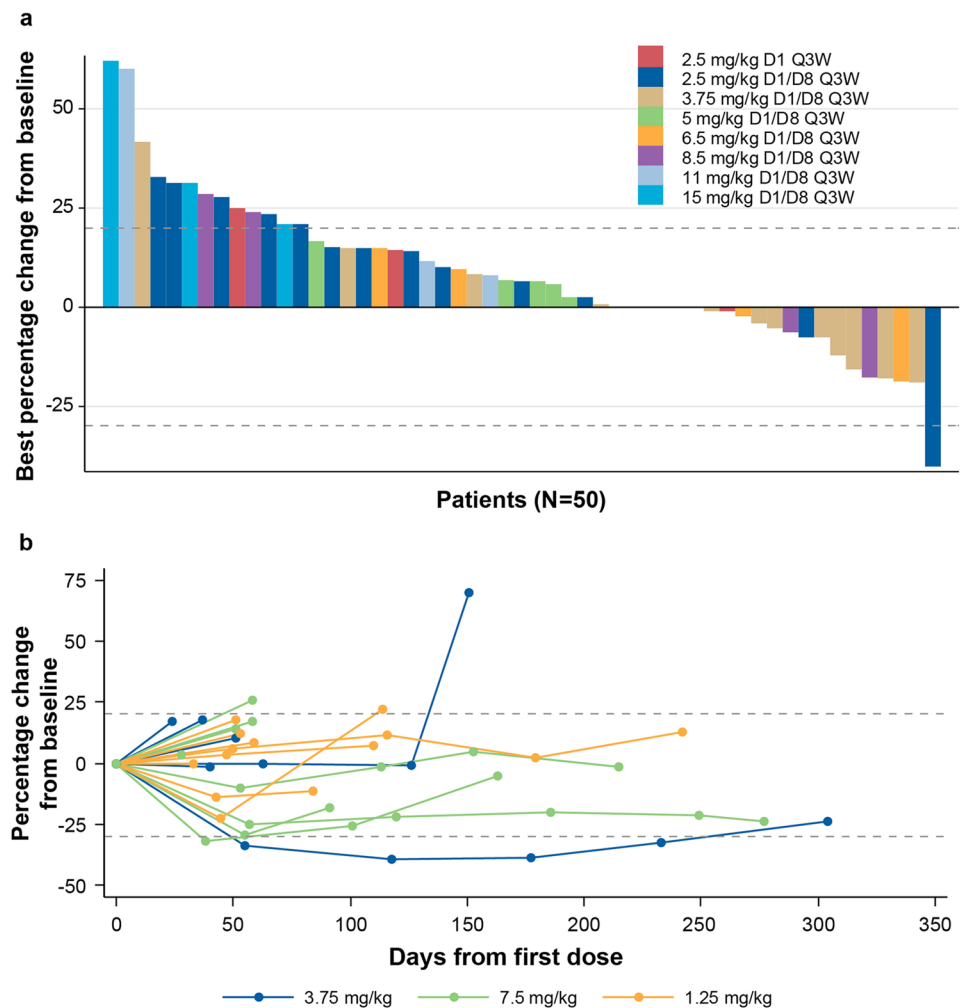 a
Best percentage change from baseline
50
25
0
-25
2.5 mg/kg D1 Q3W
2.5 mg/kg D1/D8 Q3W
3.75 mg/kg D1/D8 Q3W
5 mg/kg D1/D8 Q3W
6.5 mg/kg D1/D8 Q3W
8.5 mg/kg D1/D8 Q3W
11 mg/kg D1/D8 Q3W
15 mg/kg D1/D8 Q3W
Patients (N=50)
b
Percentage change
from baseline
75
50
25
0
-25
-50
0 50 100 150 200 250 300 350
Days from first dose
3.75 mg/kg 7.5 mg/kg 1.25 mg/kg